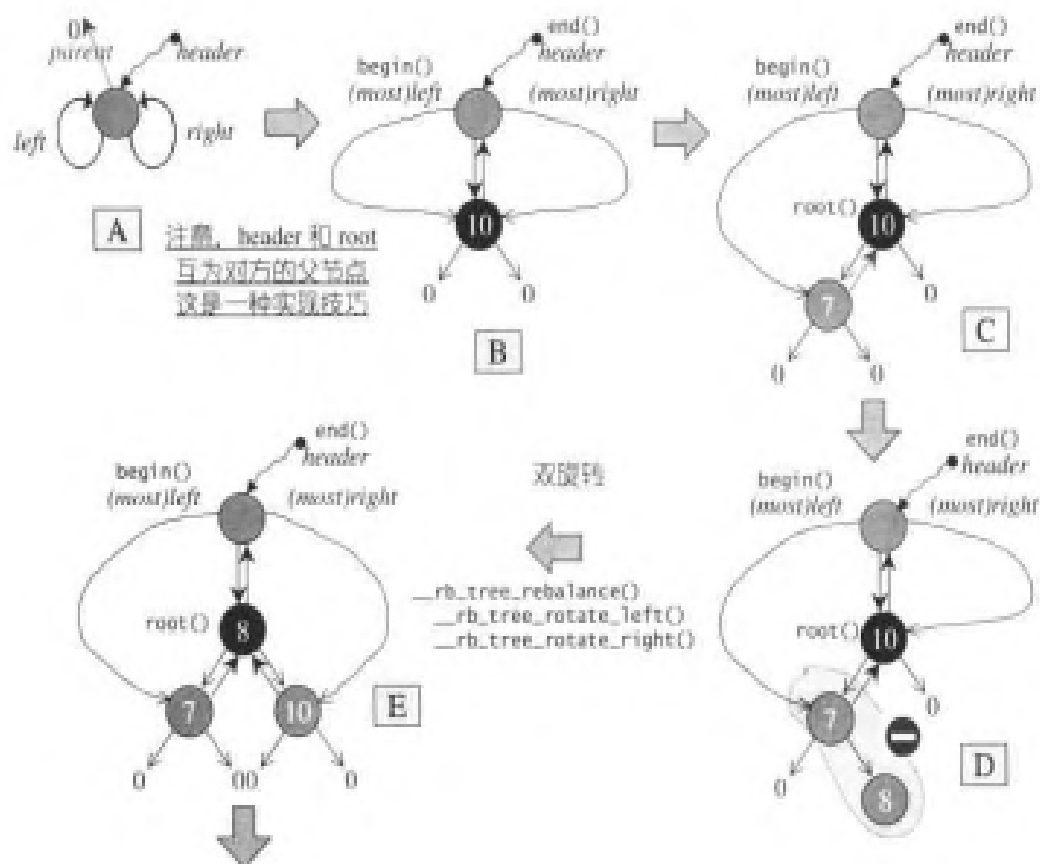 0
parent
header
left
right
A
注意，header 和 root
互为对方的父节点
这是一种实现技巧
end()
header
begin()
(most)left
(most)right
10
0
0
B
end()
header
begin()
(most)left
(most)right
root()
10
0
7
0
0
C
end()
header
begin()
(most)left
(most)right
root()
10
0
7
0
8
D
双旋转
__rb_tree_rebalance()
__rb_tree_rotate_left()
__rb_tree_rotate_right()
end()
header
begin()
(most)left
(most)right
root()
8
7
10
0
00
0
E